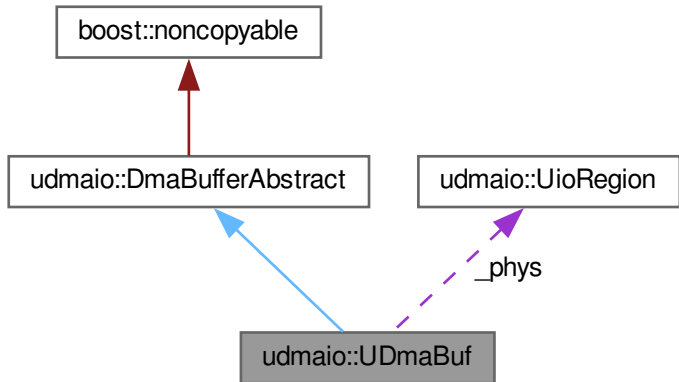 boost::noncopyable
udmaio::DmaBufferAbstract
udmaio::UioRegion
_phys
udmaio::UDmaBuf